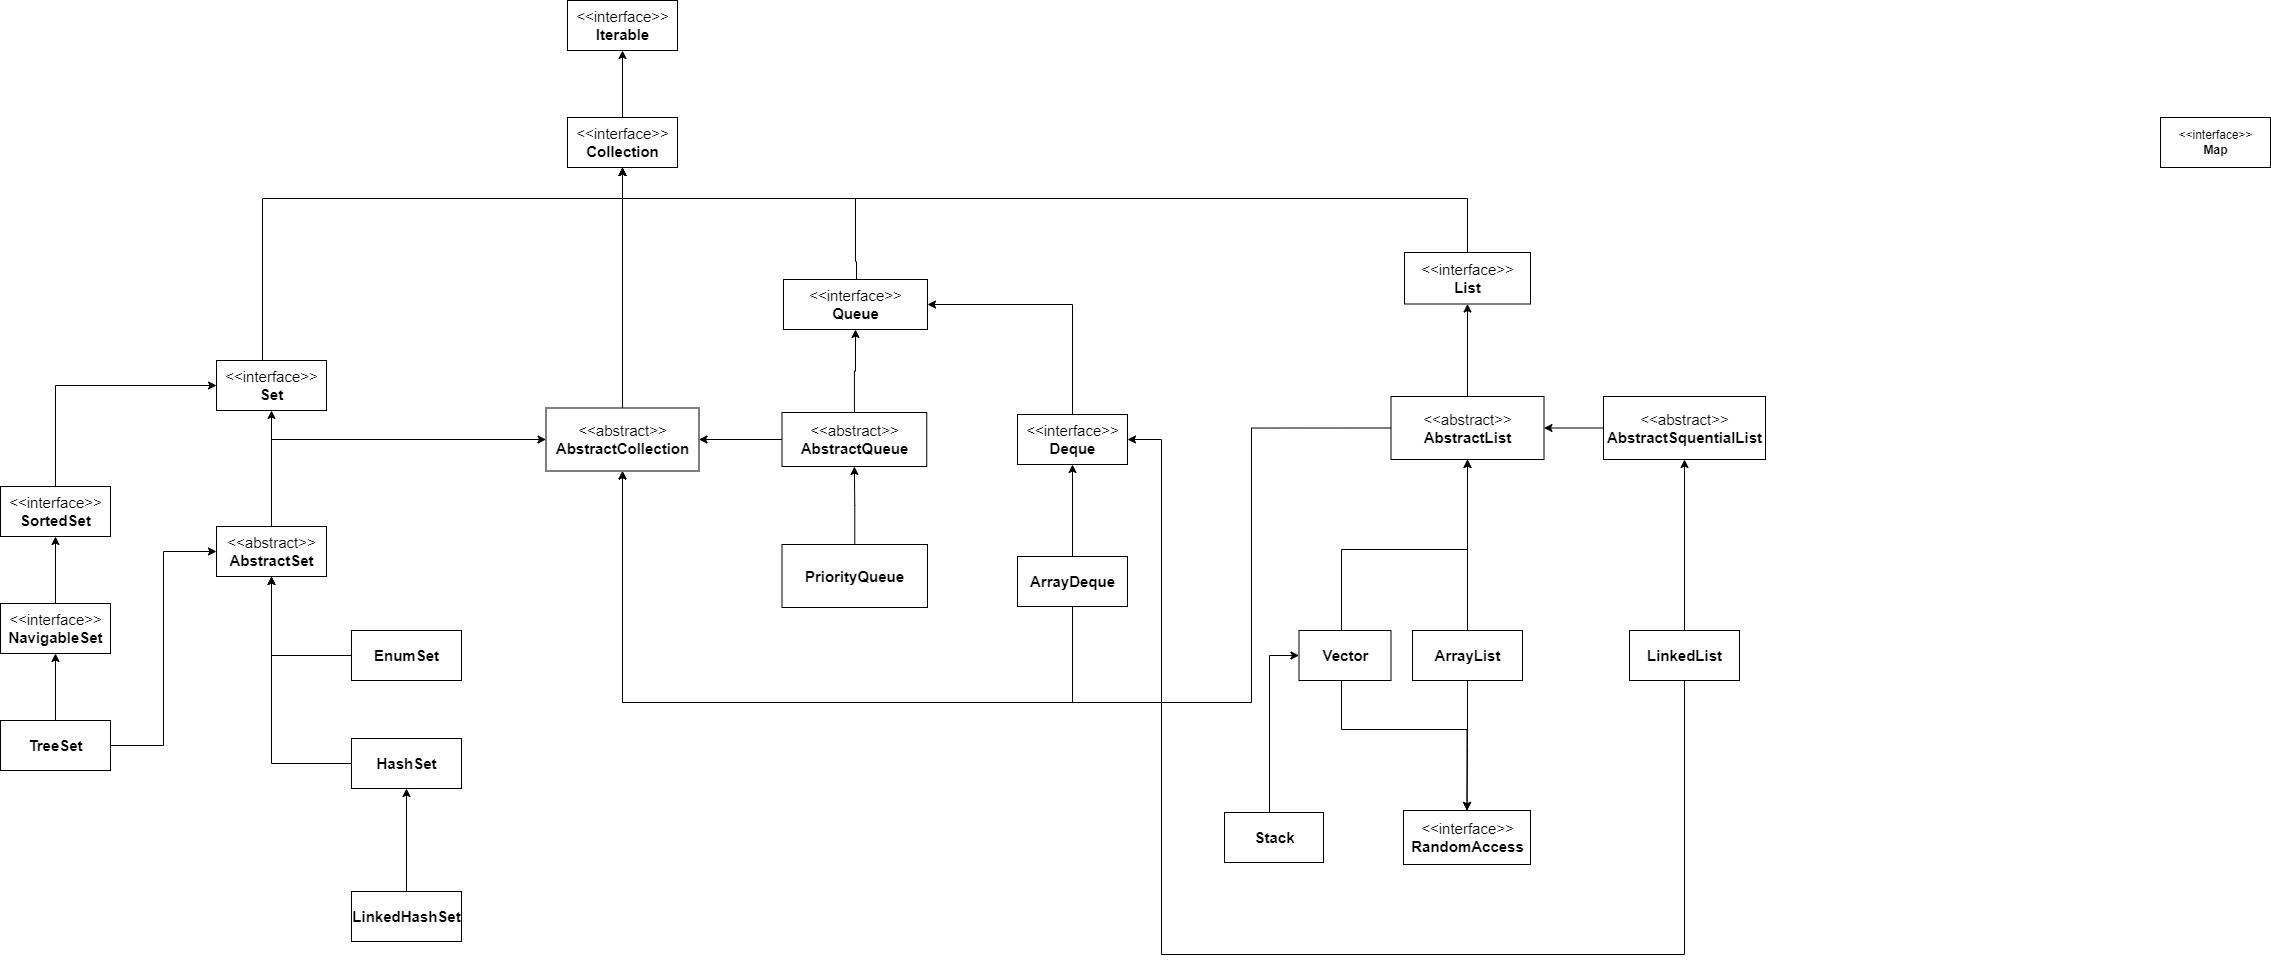 <<interface>>
Iterable
<<interface>>
Collection
<<interface>>
Map
<<interface>>
List
<<interface>>
Queue
<<interface>>
Set
<<abstract>>
AbstractCollection
<<abstract>>
AbstractQueue
<<interface>>
Deque
<<abstract>>
AbstractList
<<abstract>>
AbstractSquentialList
<<interface>>
SortedSet
<<abstract>>
AbstractSet
PriorityQueue
ArrayDeque
<<interface>>
NavigableSet
EnumSet
Vector
ArrayList
LinkedList
TreeSet
HashSet
Stack
<<interface>>
RandomAccess
LinkedHashSet